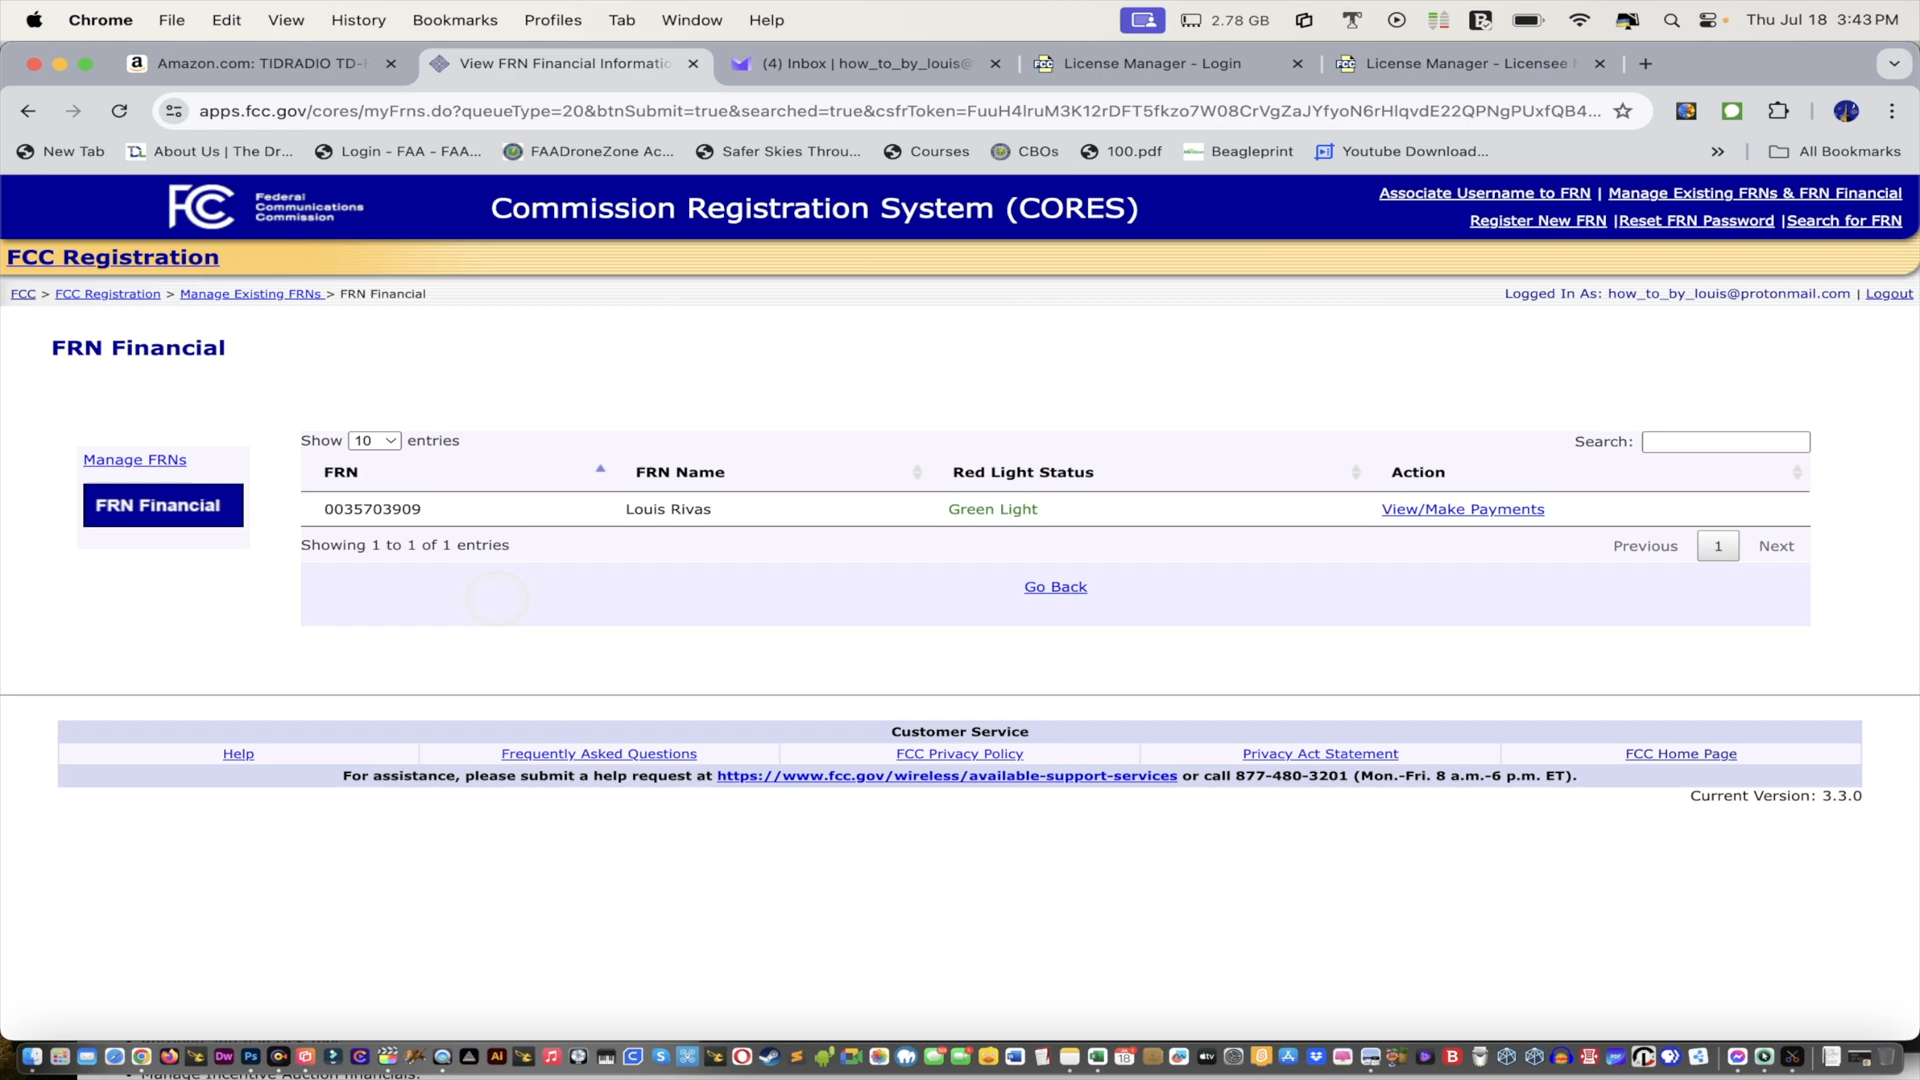 Chrome File Edit View History Bookmarks Profiles Tab Window Help 2.78 GB Thu Jul 18 3:43 PM
Amazon.com: TIDRADIO TD-H View FRN Financial Informatio (4) Inbox | how_to_by_louis@ License Manager - Login License Manager - Licensee
apps.fcc.gov/cores/myFrns.do?queueType=20&btnSubmit=true&searched=true&csfrToken=FuuH4lruM3K12rDFT5fkzo7W08CrVgZaJYfyoN6rHlqvdE22QPNgPUxfQB4...
New Tab About Us | The Dr... Login - FAA - FAA... FAADroneZone Ac... Safer Skies Throu... Courses CBOs 100.pdf Beagleprint Youtube Download... All Bookmarks
FCC Federal Communications Commission
Commission Registration System (CORES)
Associate Username to FRN | Manage Existing FRNs & FRN Financial
Register New FRN |Reset FRN Password |Search for FRN
FCC Registration
FCC > FCC Registration > Manage Existing FRNs > FRN Financial
Logged In As: how_to_by_louis@protonmail.com | Logout
FRN Financial
Manage FRNs
FRN Financial
Show 10 entries Search:
FRN FRN Name Red Light Status Action
0035703909 Louis Rivas Green Light View/Make Payments
Showing 1 to 1 of 1 entries Previous 1 Next
Go Back
Customer Service
Help Frequently Asked Questions FCC Privacy Policy Privacy Act Statement FCC Home Page
For assistance, please submit a help request at https://www.fcc.gov/wireless/available-support-services or call 877-480-3201 (Mon.-Fri. 8 a.m.-6 p.m. ET).
Current Version: 3.3.0
Manage Incentive Auction financials.